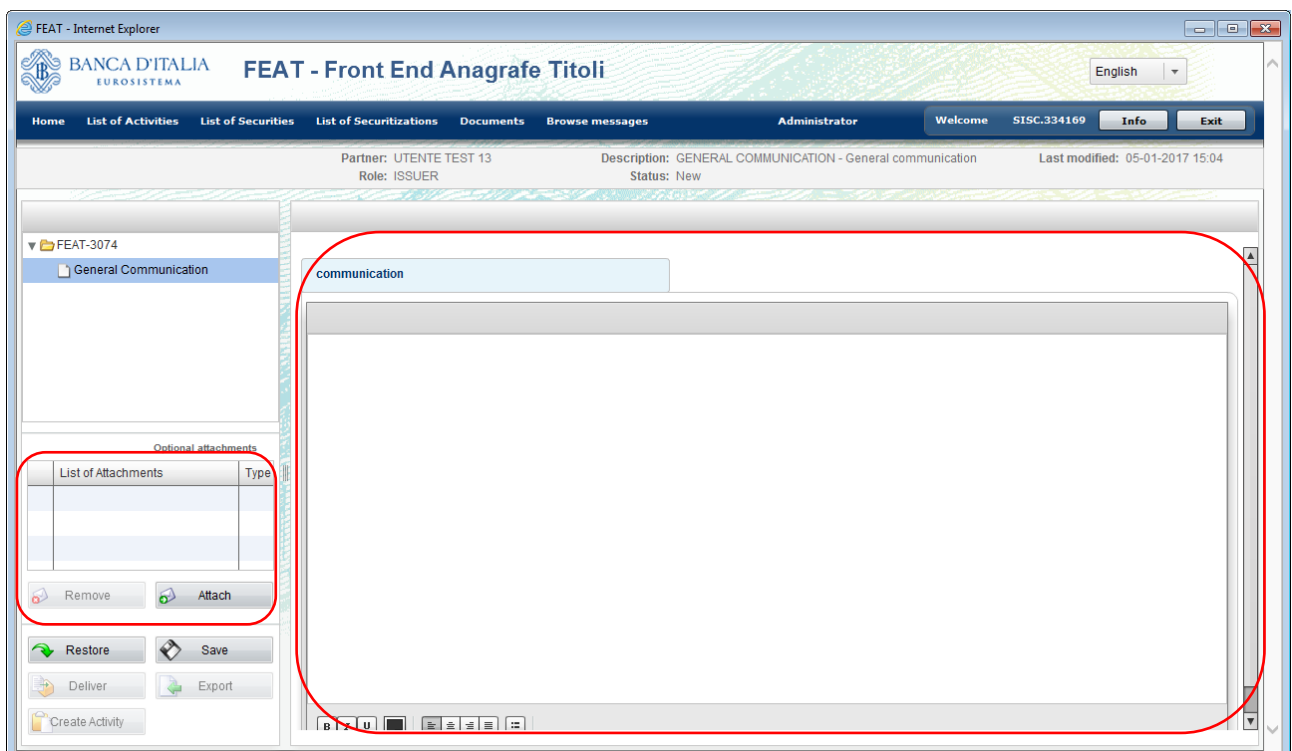 FEAT - Internet Explorer
BANCA D'ITALIA
EUROSISTEMA
FEAT - Front End Anagrafe Titoli
English
Home List of Activities List of Securities List of Securitizations Documents Browse messages Administrator Welcome SISC.334169 Info Exit
Partner: UTENTE TEST 13 Description: GENERAL COMMUNICATION - General communication Last modified: 05-01-2017 15:04
Role: ISSUER Status: New
FEAT-3074
General Communication
communication
Optional attachments
List of Attachments Type
Remove Attach
Restore Save
Deliver Export
Create Activity
B I U